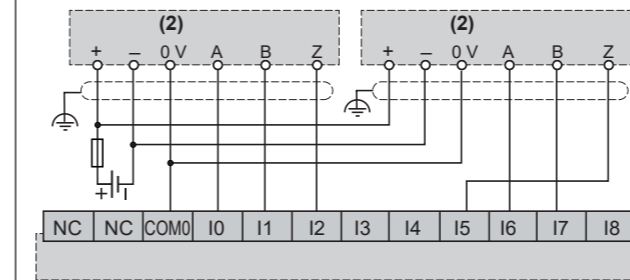 (2) (2)
+ – 0 V A B Z + – 0 V A B Z
+ –
NC NC COM0 I0 I1 I2 I3 I4 I5 I6 I7 I8